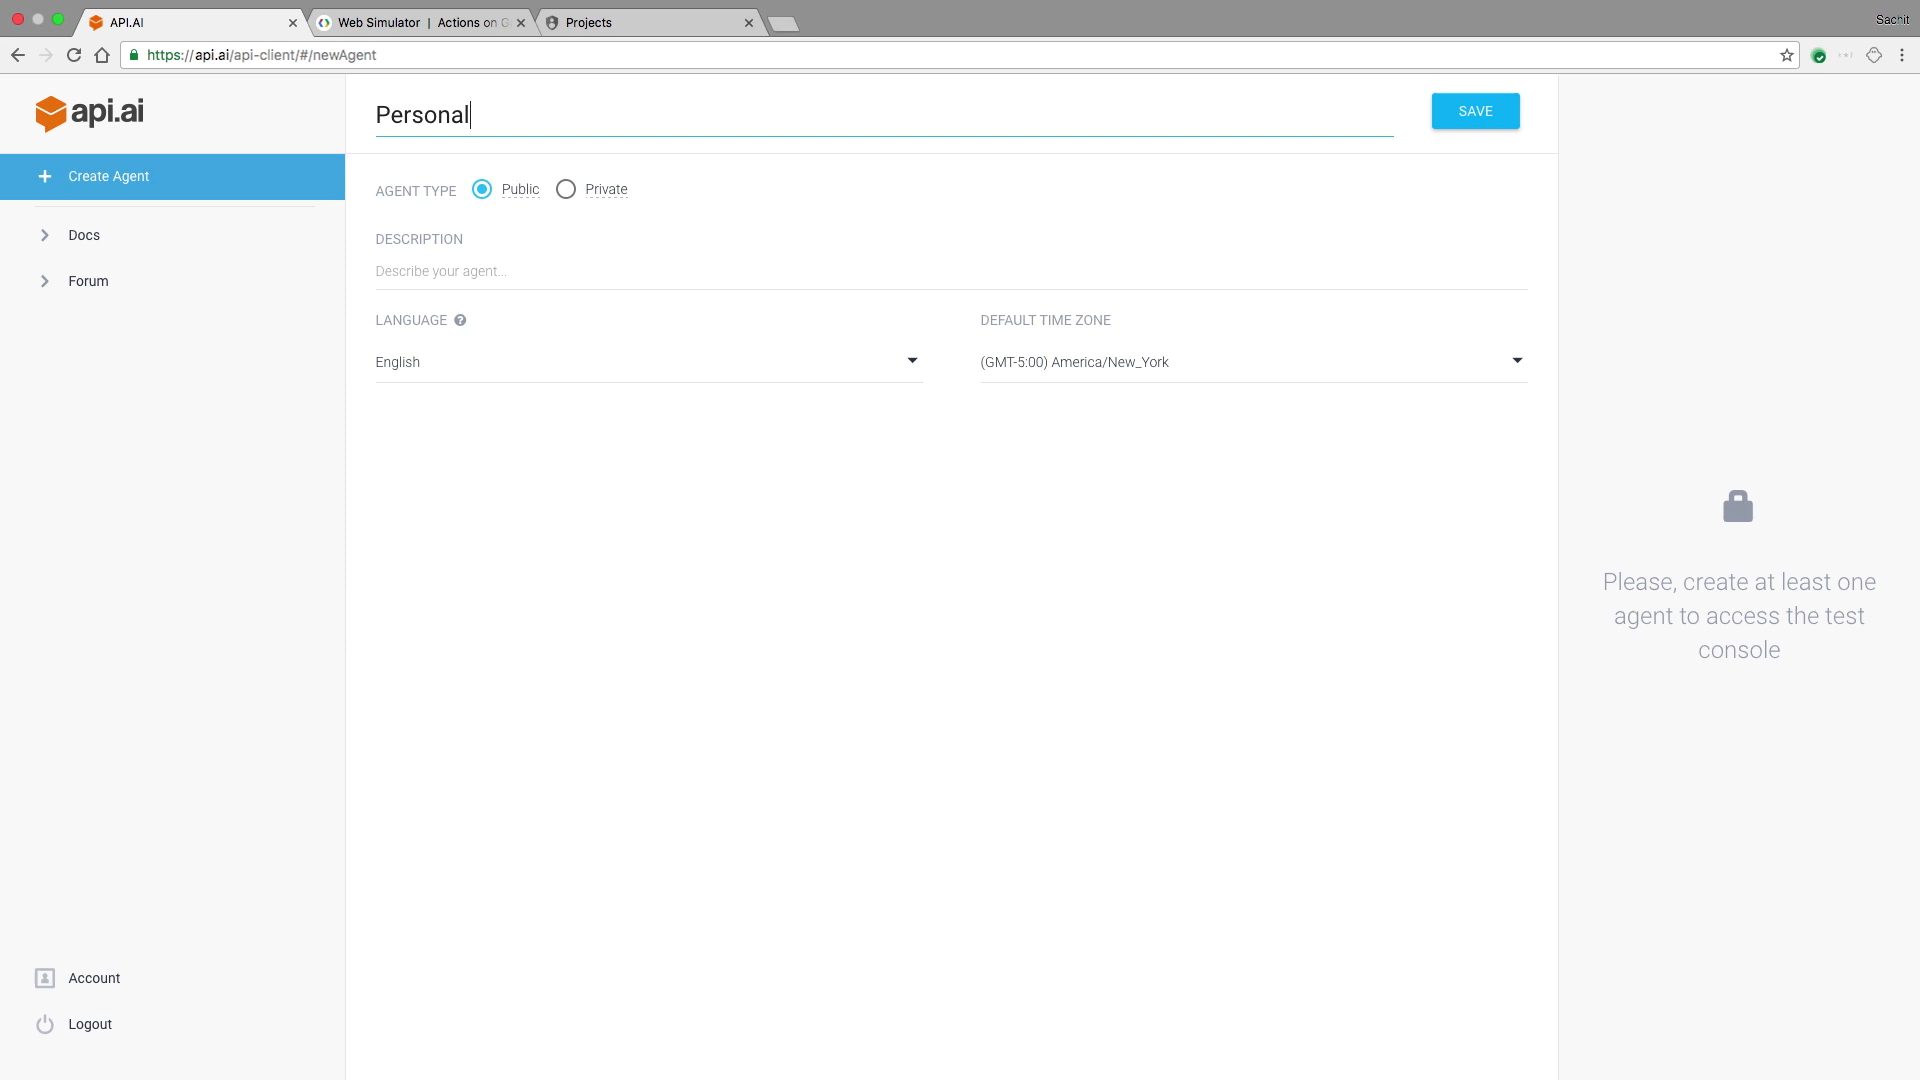 API.AI
Web Simulator | Actions on G
Projects
Sachit
https://api.ai/api-client/#/newAgent
api.ai
Personal
SAVE
Create Agent
AGENT TYPE Public Private
Docs
DESCRIPTION
Describe your agent...
Forum
LANGUAGE ?
DEFAULT TIME ZONE
English
(GMT-5:00) America/New_York
Please, create at least one
agent to access the test
console
Account
Logout